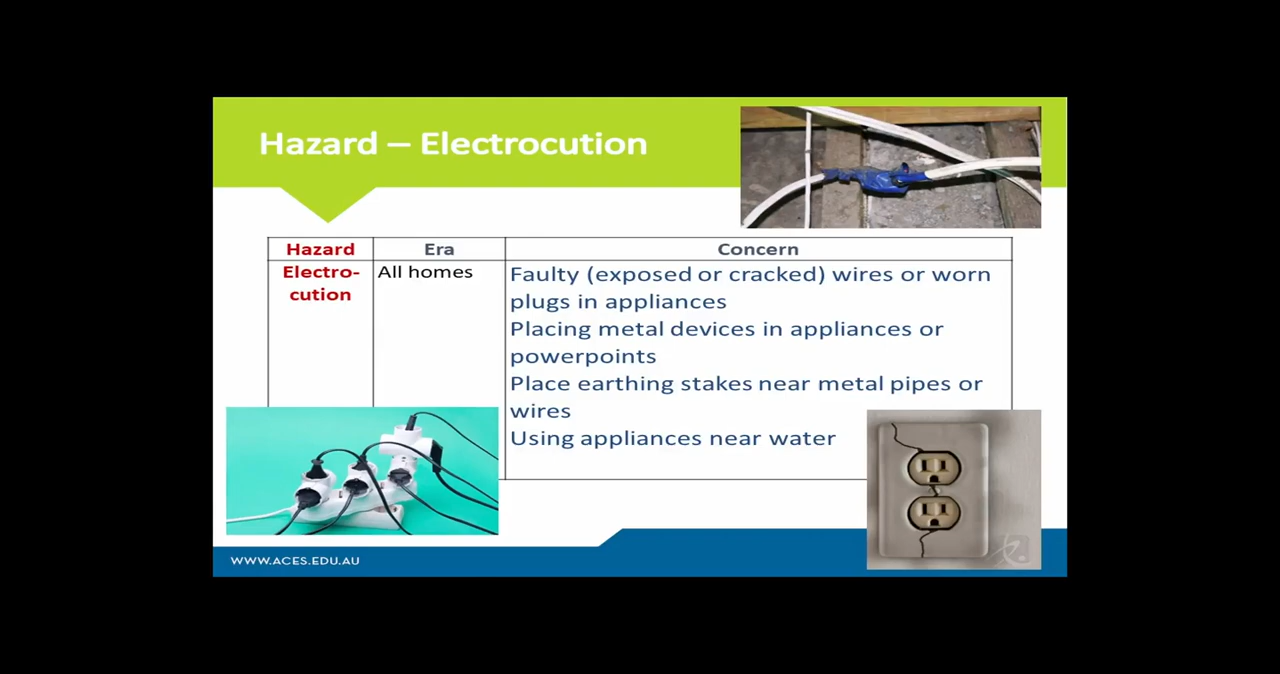 Hazard – Electrocution
Hazard
Era
Concern
Electro-
cution
All homes
Faulty (exposed or cracked) wires or worn
plugs in appliances
Placing metal devices in appliances or
powerpoints
Place earthing stakes near metal pipes or
wires
Using appliances near water
WWW.ACES.EDU.AU